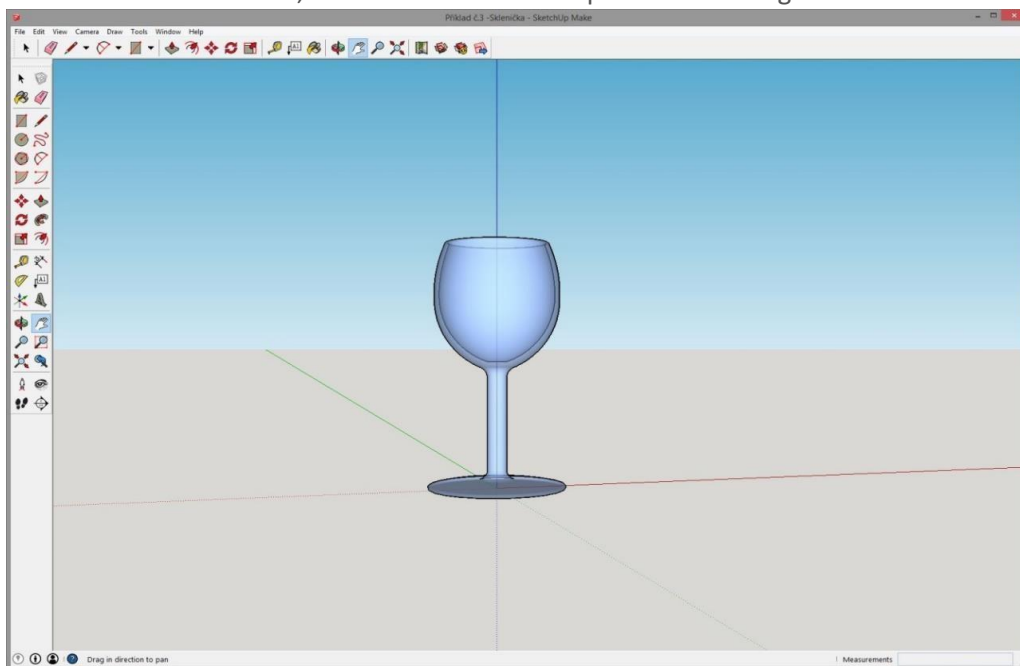 Příklad č.3 -Sklenička - SketchUp Make
File Edit View Camera Draw Tools Window Help
Drag in direction to pan
Measurements